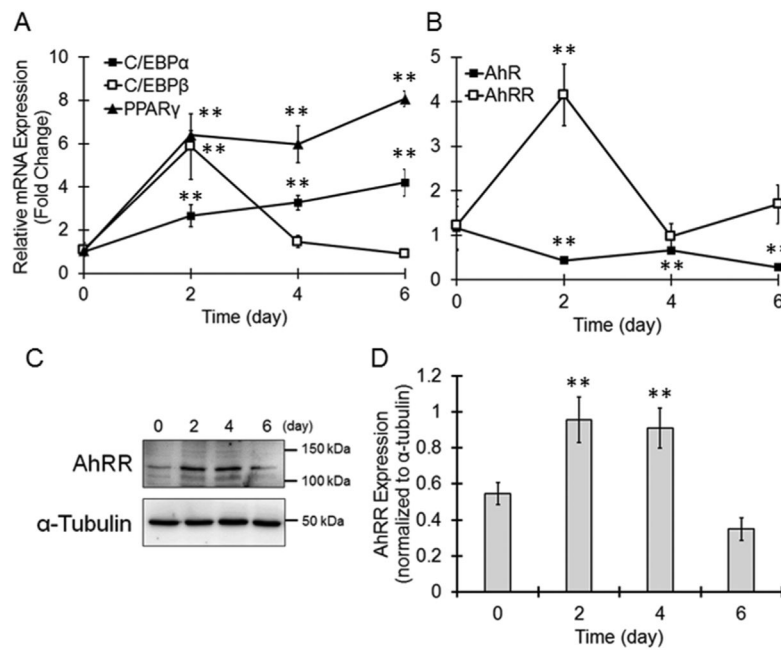 A
C/EBPα
C/EBPβ
PPARγ
Relative mRNA Expression
(Fold Change)
10
8
6
4
2
0
**
**
**
**
**
**
**
0 2 4 6
Time (day)
B
AhR
AhRR
5
4
3
2
1
0
**
**
**
**
0 2 4 6
Time (day)
C
0 2 4 6 (day)
AhRR
150 kDa
100 kDa
α-Tubulin
50 kDa
D
AhRR Expression
(normalized to α-tubulin)
1.2
1
0.8
0.6
0.4
0.2
0
**
**
0 2 4 6
Time (day)